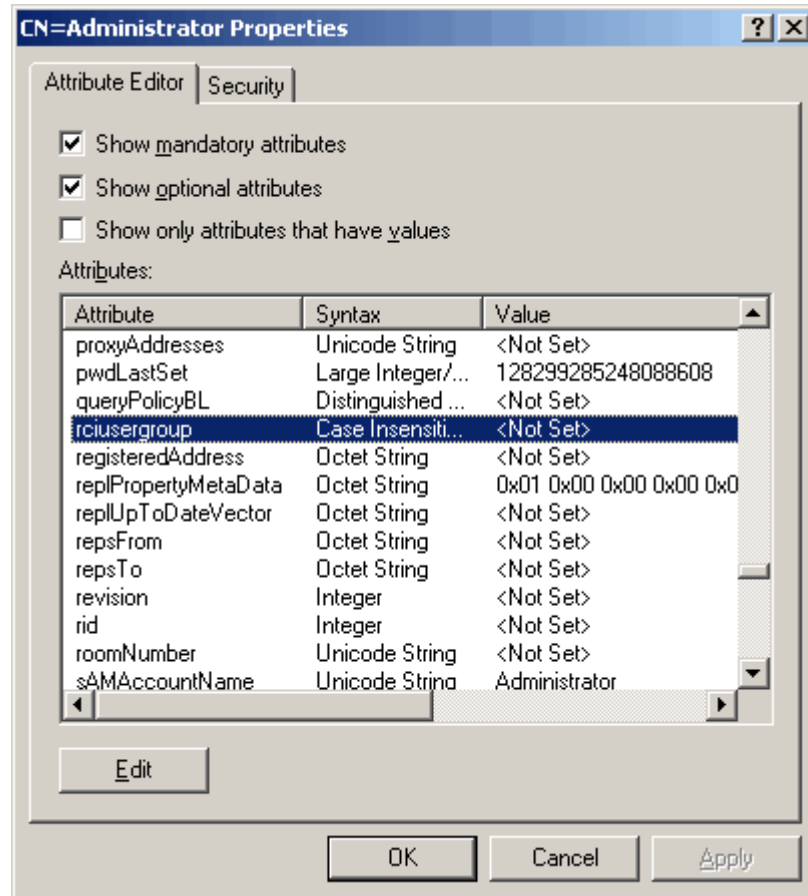 CN=Administrator Properties
Attribute Editor Security
Show mandatory attributes
Show optional attributes
Show only attributes that have values
Attributes:
Attribute Syntax Value
proxyAddresses Unicode String <Not Set>
pwdLastSet Large Integer/... 128299285248088608
queryPolicyBL Distinguished ... <Not Set>
rciusergroup Case Insensiti... <Not Set>
registeredAddress Octet String <Not Set>
replPropertyMetaData Octet String 0x01 0x00 0x00 0x00 0x0
replUpToDateVector Octet String <Not Set>
repsFrom Octet String <Not Set>
repsTo Octet String <Not Set>
revision Integer <Not Set>
rid Integer <Not Set>
roomNumber Unicode String <Not Set>
sAMAccountName Unicode String Administrator
Edit
OK Cancel Apply